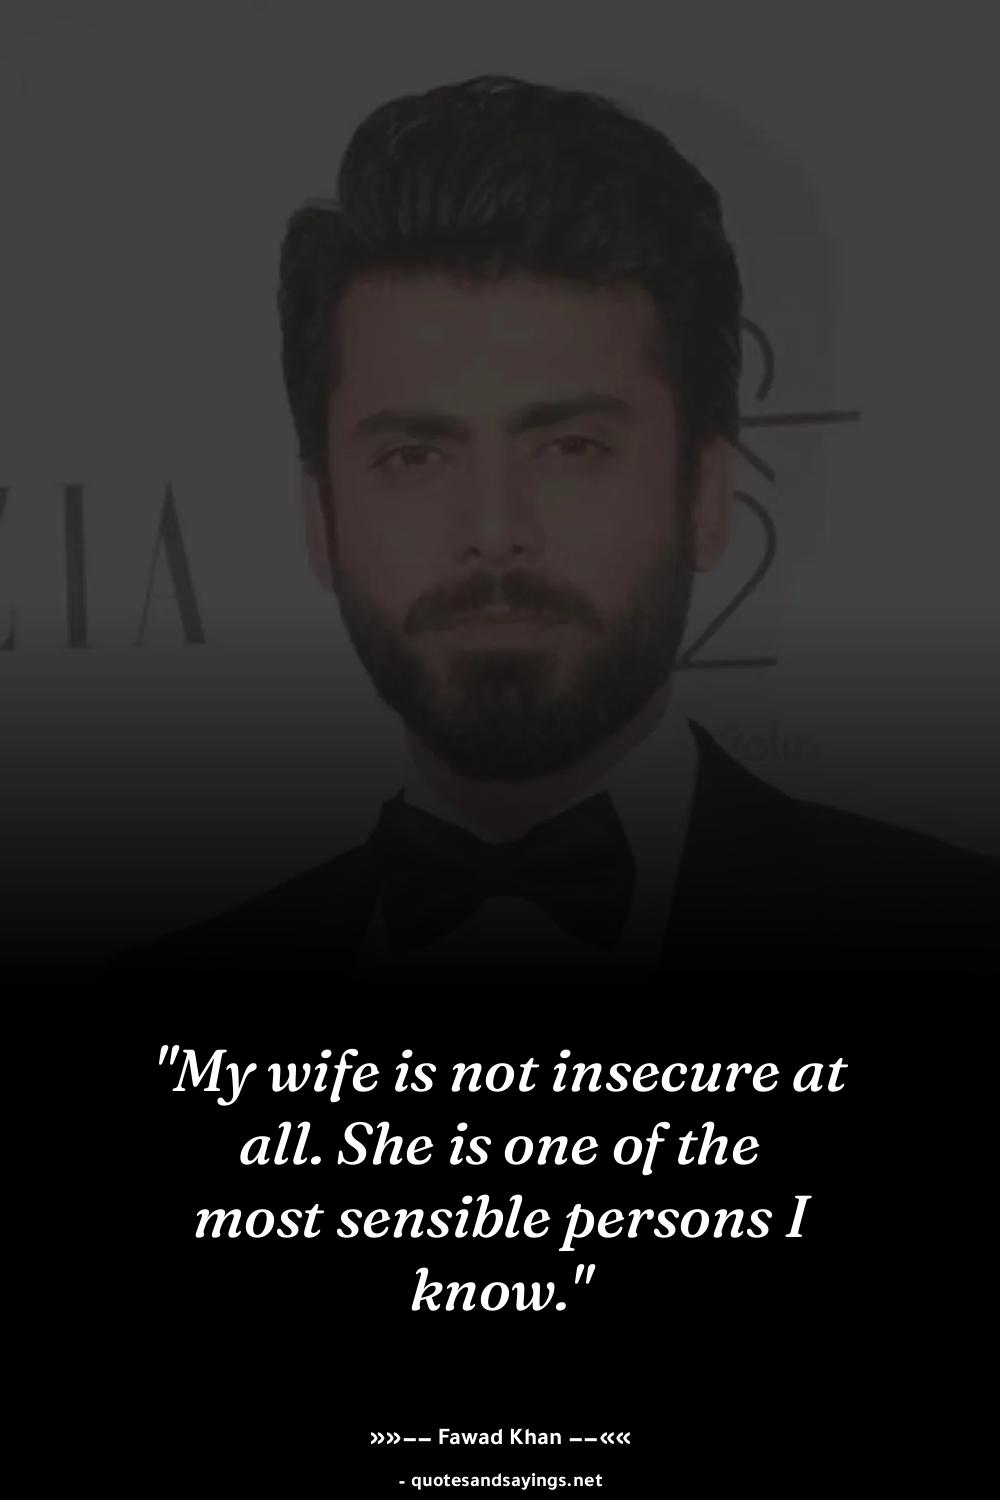 ZIA
"My wife is not insecure at
all. She is one of the
most sensible persons I
know."
»»−− Fawad Khan −−««
- quotesandsayings.net